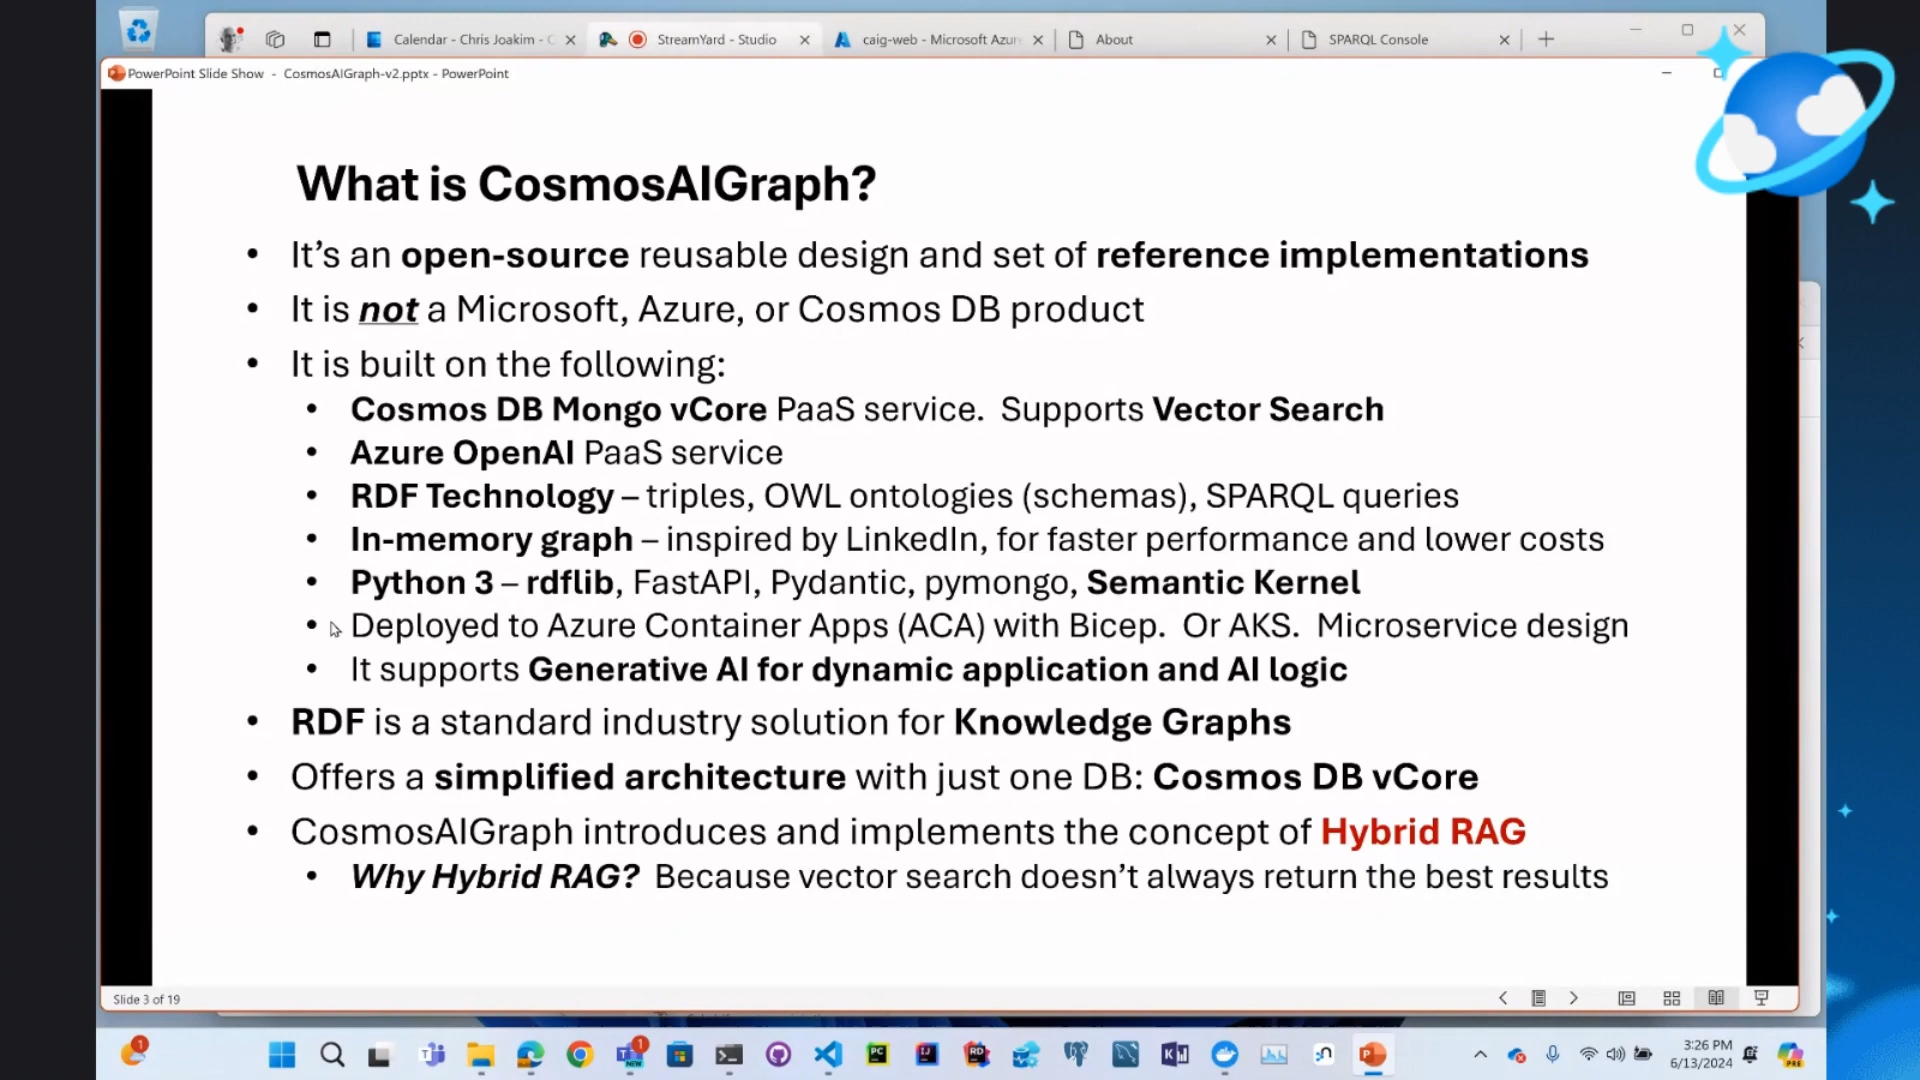 Calendar - Chris Joakim -
StreamYard - Studio
caig-web - Microsoft Azur
About
SPARQL Console
PowerPoint Slide Show - CosmosAIGraph-v2.pptx - PowerPoint
What is CosmosAIGraph?
• It's an open-source reusable design and set of reference implementations
• It is not a Microsoft, Azure, or Cosmos DB product
• It is built on the following:
• Cosmos DB Mongo vCore PaaS service. Supports Vector Search
• Azure OpenAI PaaS service
• RDF Technology – triples, OWL ontologies (schemas), SPARQL queries
• In-memory graph – inspired by LinkedIn, for faster performance and lower costs
• Python 3 – rdflib, FastAPI, Pydantic, pymongo, Semantic Kernel
• Deployed to Azure Container Apps (ACA) with Bicep. Or AKS. Microservice design
• It supports Generative AI for dynamic application and AI logic
• RDF is a standard industry solution for Knowledge Graphs
• Offers a simplified architecture with just one DB: Cosmos DB vCore
• CosmosAIGraph introduces and implements the concept of Hybrid RAG
• Why Hybrid RAG? Because vector search doesn't always return the best results
Slide 3 of 19
3:26 PM
6/13/2024